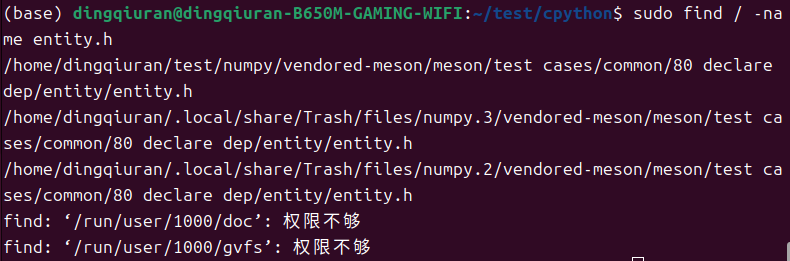 (base) dingqiuran@dingqiuran-B650M-GAMING-WIFI:~/test/cpython$ sudo find / -na
me entity.h
/home/dingqiuran/test/numpy/vendored-meson/meson/test cases/common/80 declare
dep/entity/entity.h
/home/dingqiuran/.local/share/Trash/files/numpy.3/vendored-meson/meson/test ca
ses/common/80 declare dep/entity/entity.h
/home/dingqiuran/.local/share/Trash/files/numpy.2/vendored-meson/meson/test ca
ses/common/80 declare dep/entity/entity.h
find: ‘/run/user/1000/doc’: 权限不够
find: ‘/run/user/1000/gvfs’: 权限不够